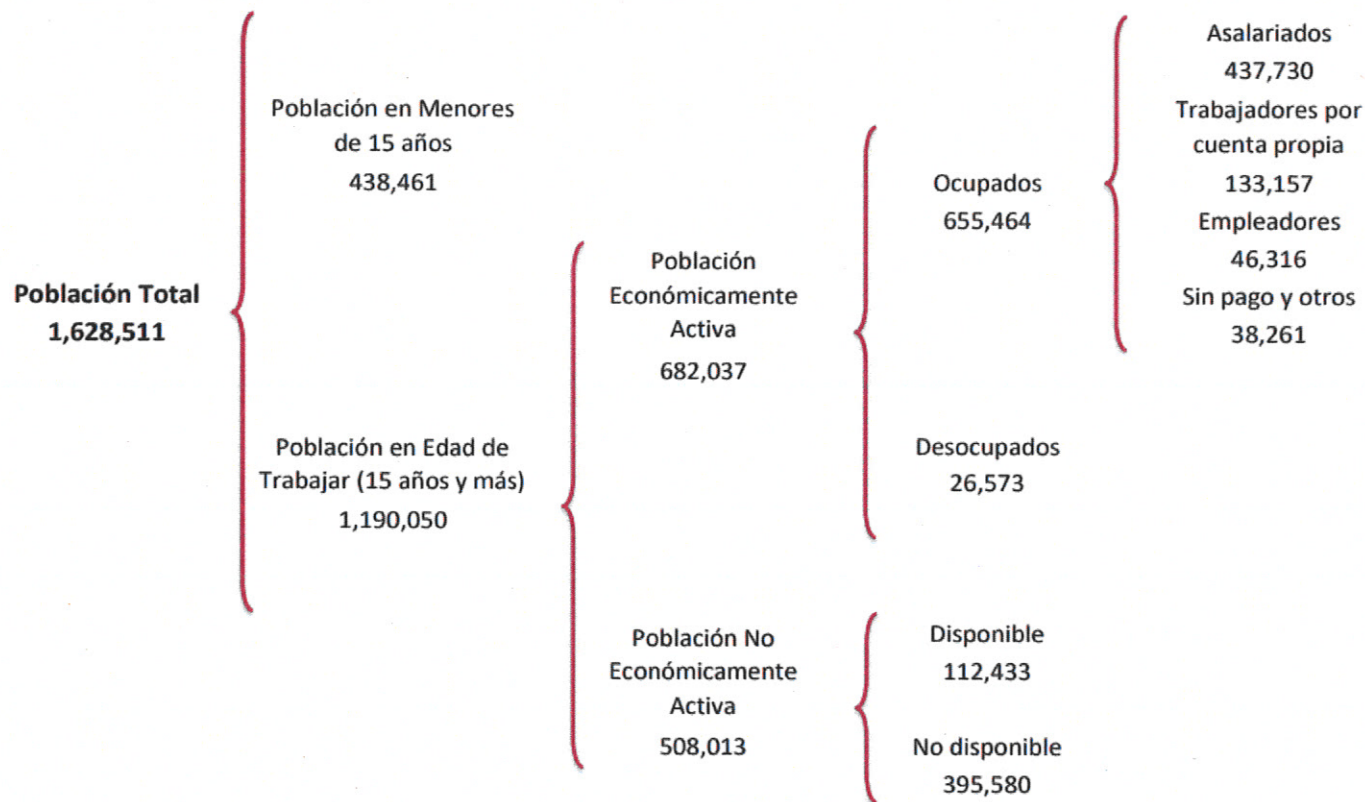 Población Total
1,628,511
Población en Menores
de 15 años
438,461
Población en Edad de
Trabajar (15 años y más)
1,190,050
Población
Económicamente
Activa
682,037
Población No
Económicamente
Activa
508,013
Ocupados
655,464
Desocupados
26,573
Disponible
112,433
No disponible
395,580
Asalariados
437,730
Trabajadores por
cuenta propia
133,157
Empleadores
46,316
Sin pago y otros
38,261